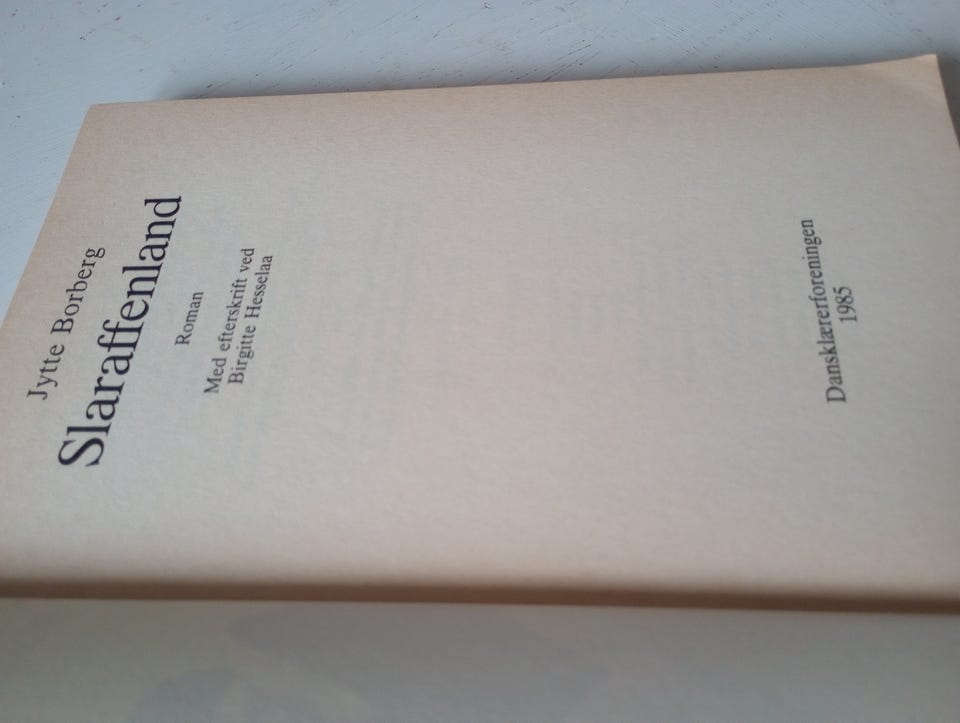 Jytte Borberg
Slaraffenland
Roman
Med efterskrift ved
Birgitte Hesselaa
Dansklærerforeningen
1985